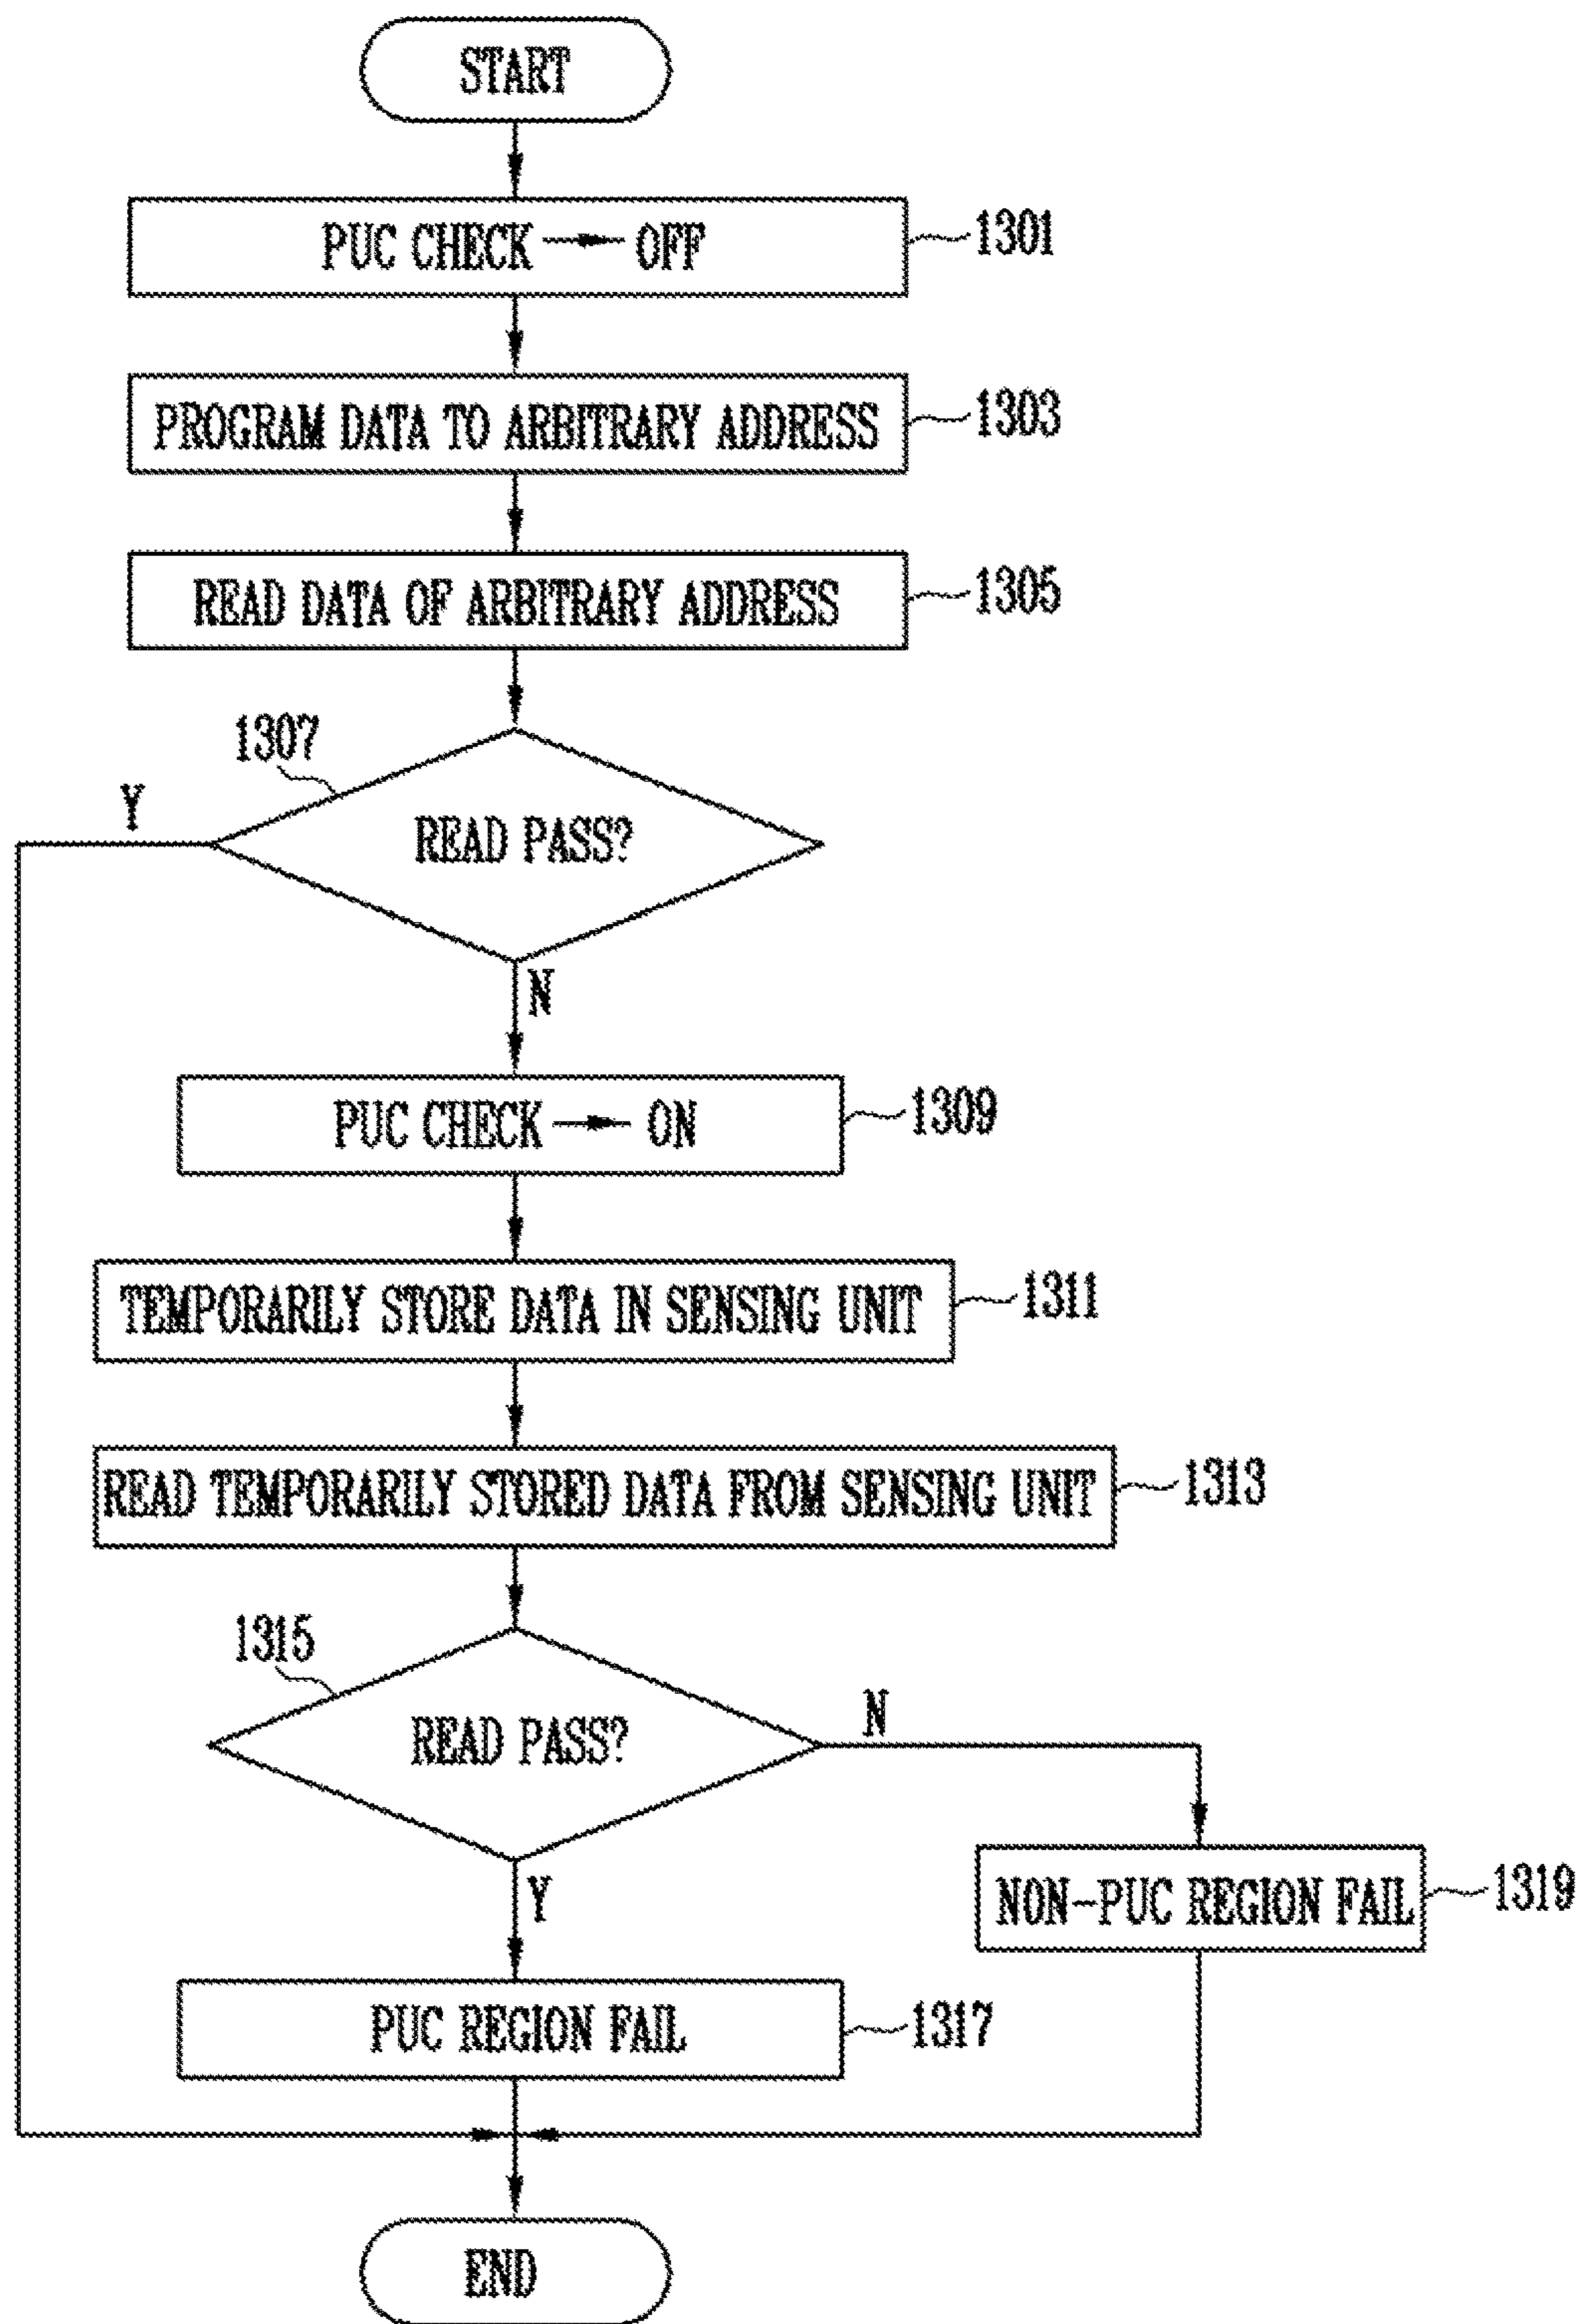 START
PUC CHECK → OFF
1301
PROGRAM DATA TO ARBITRARY ADDRESS
1303
READ DATA OF ARBITRARY ADDRESS
1305
1307
Y
READ PASS?
N
PUC CHECK → ON
1309
TEMPORARILY STORE DATA IN SENSING UNIT
1311
READ TEMPORARILY STORED DATA FROM SENSING UNIT
1313
1315
READ PASS?
N
Y
NON-PUC REGION FAIL
1319
PUC REGION FAIL
1317
END